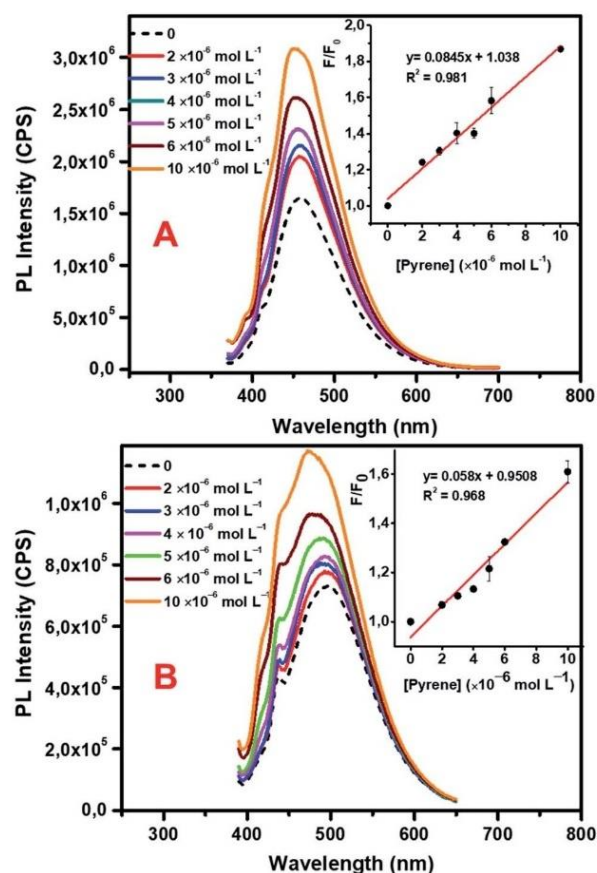 3,0x10⁶
2,5x10⁶
2,0x10⁶
1,5x10⁶
1,0x10⁶
5,0x10⁵
0,0
PL Intensity (CPS)
0
2 ×10⁻⁶ mol L⁻¹
3 ×10⁻⁶ mol L⁻¹
4 ×10⁻⁶ mol L⁻¹
5 ×10⁻⁶ mol L⁻¹
6 ×10⁻⁶ mol L⁻¹
10 ×10⁻⁶ mol L⁻¹
A
F/F₀
2,0
1,8
1,6
1,4
1,2
1,0
y= 0.0845x + 1.038
R² = 0.981
0 2 4 6 8 10
[Pyrene] (×10⁻⁶ mol L⁻¹)
300 400 500 600 700 800
Wavelength (nm)
1,0x10⁶
8,0x10⁵
6,0x10⁵
4,0x10⁵
2,0x10⁵
0,0
PL Intensity (CPS)
0
2 ×10⁻⁶ mol L⁻¹
3 ×10⁻⁶ mol L⁻¹
4 ×10⁻⁶ mol L⁻¹
5 ×10⁻⁶ mol L⁻¹
6 ×10⁻⁶ mol L⁻¹
10 ×10⁻⁶ mol L⁻¹
B
F/F0
1,6
1,4
1,2
1,0
y= 0.058x + 0.9508
R² = 0.968
0 2 4 6 8 10
[Pyrene] (×10⁻⁶ mol L⁻¹)
300 400 500 600 700 800
Wavelength (nm)